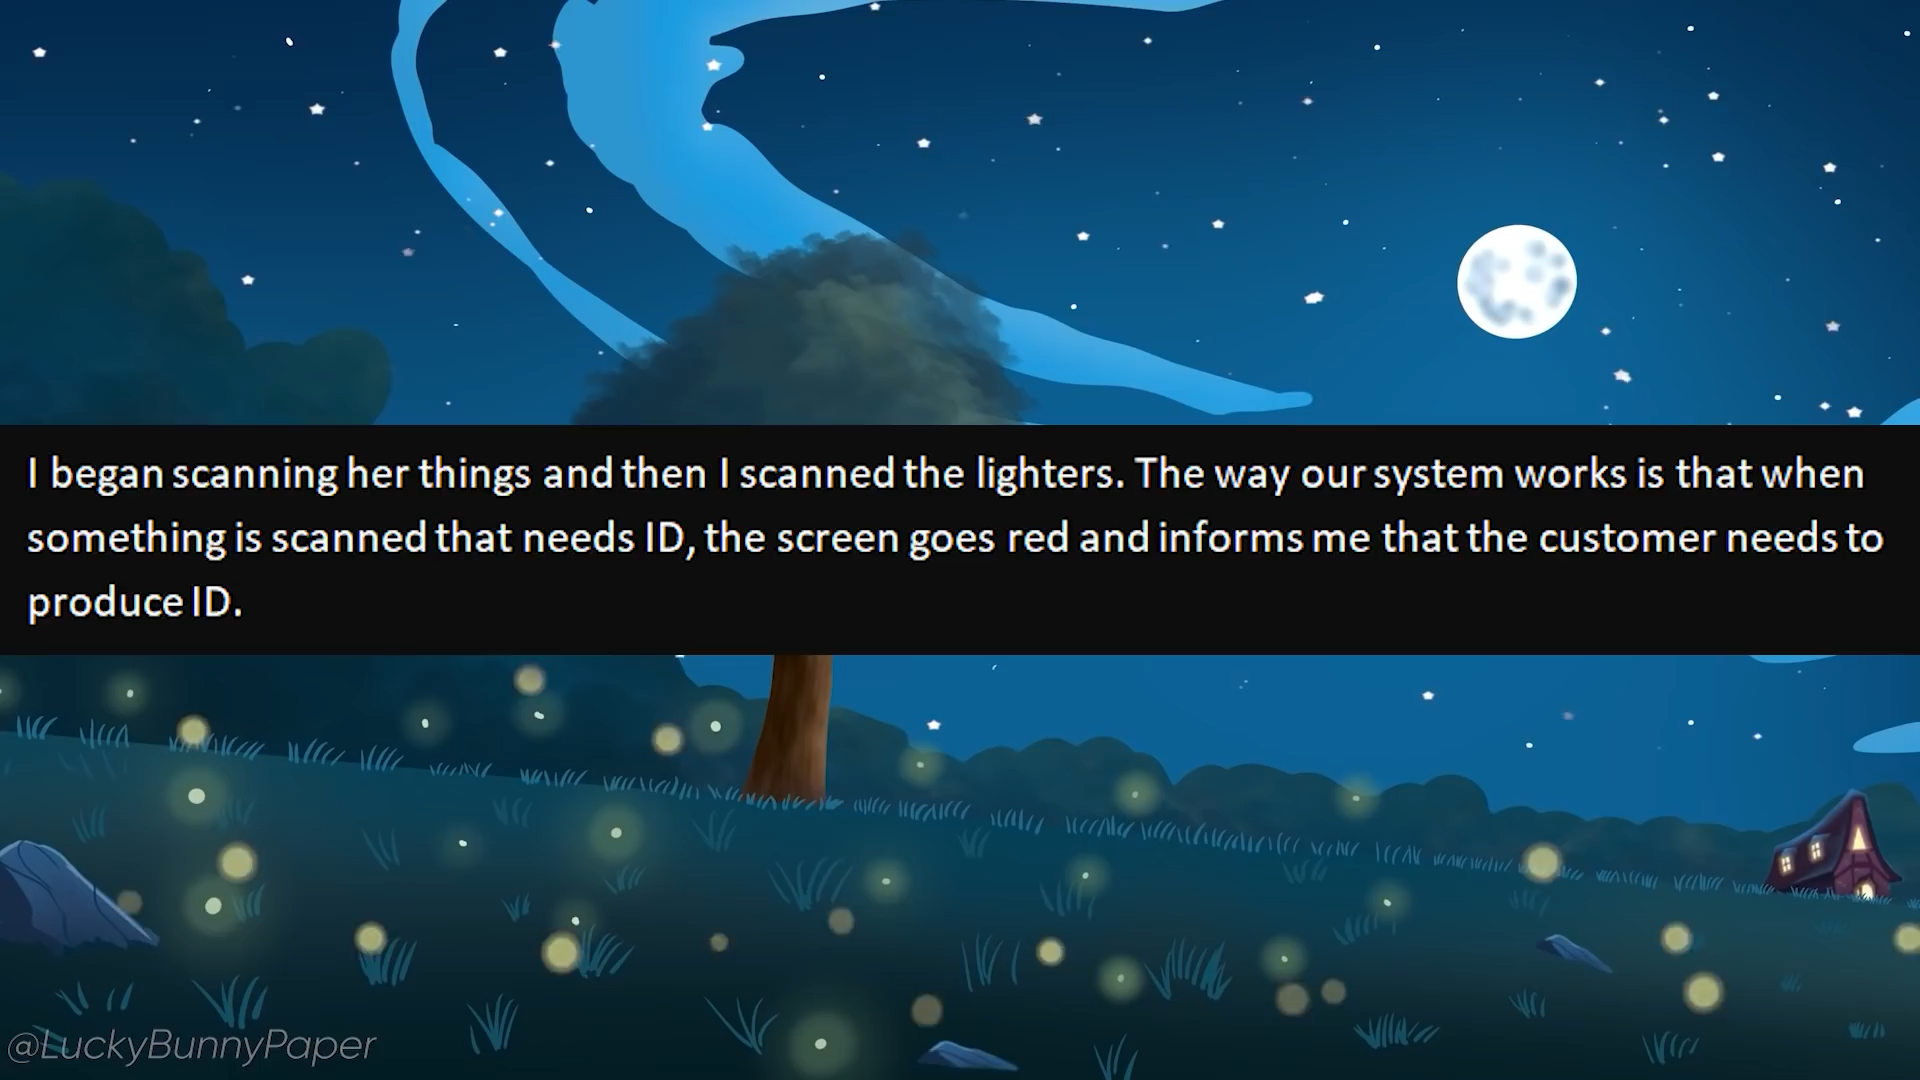 I began scanning her things and then I scanned the lighters. The way our system works is that when
something is scanned that needs ID, the screen goes red and informs me that the customer needs to
produce ID.
@LuckyBunnyPaper